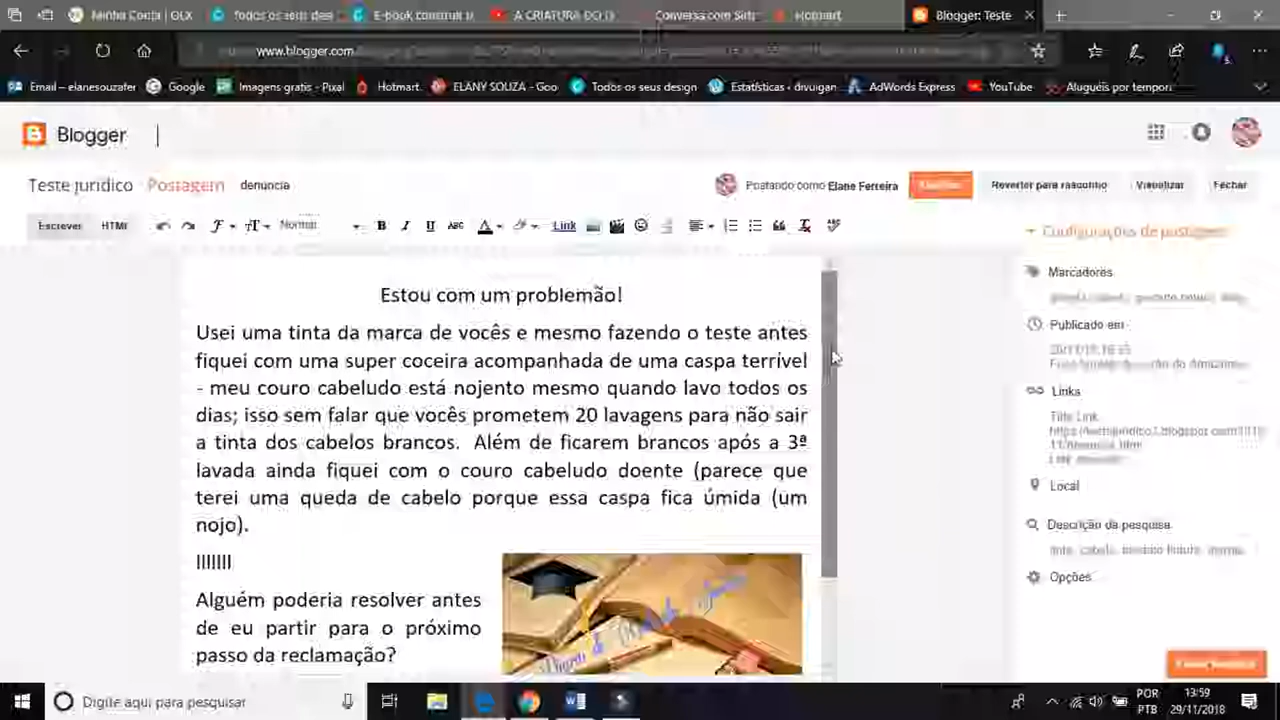 Minha Conta | OLX
Todos os seus desi
E-book construir u
A CRIATURA DO
Conversa com
Hotmart
Blogger: Teste
www.blogger.com
Email – elanesouzafer
Google
Imagens gratis - Pixal
Hotmart
ELANY SOUZA - Goo
Todos os seus design
Estatísticas ‹ divulgan
AdWords Express
YouTube
Aluguéis por tempor
Blogger
Teste jurídico
Postagem
denúncia
Postando como Elane Ferreira
Reverter para rascunho
Visualizar
Fechar
Escrever
HTML
Normal
Link
Configurações de postagem
Estou com um problemão!
Usei uma tinta da marca de vocês e mesmo fazendo o teste antes
fiquei com uma super coceira acompanhada de uma caspa terrível
- meu couro cabeludo está nojento mesmo quando lavo todos os
dias; isso sem falar que vocês prometem 20 lavagens para não sair
a tinta dos cabelos brancos. Além de ficarem brancos após a 3ª
lavada ainda fiquei com o couro cabeludo doente (parece que
terei uma queda de cabelo porque essa caspa fica úmida (um
nojo).
IIIIIII
Alguém poderia resolver antes
de eu partir para o próximo
passo da reclamação?
Marcadores
Publicado em
Links
Local
Descrição da pesquisa
Opções
Digite aqui para pesquisar
POR
PTB
13:59
29/11/2018